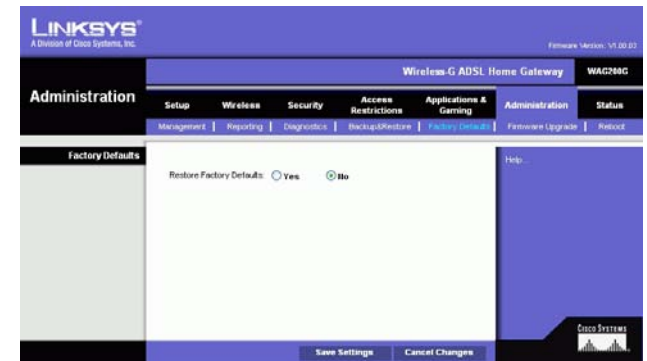 LINKSYS®
A Division of Cisco Systems, Inc.
Firmware Version: V1.00.03
Wireless-G ADSL Home Gateway WAG200G
Administration
Setup Wireless Security Access Restrictions Applications & Gaming Administration Status
Management | Reporting | Diagnostics | Backup&Restore | Factory Defaults | Firmware Upgrade | Reboot
Factory Defaults
Restore Factory Defaults: Yes No
Help...
Save Settings Cancel Changes
CISCO SYSTEMS